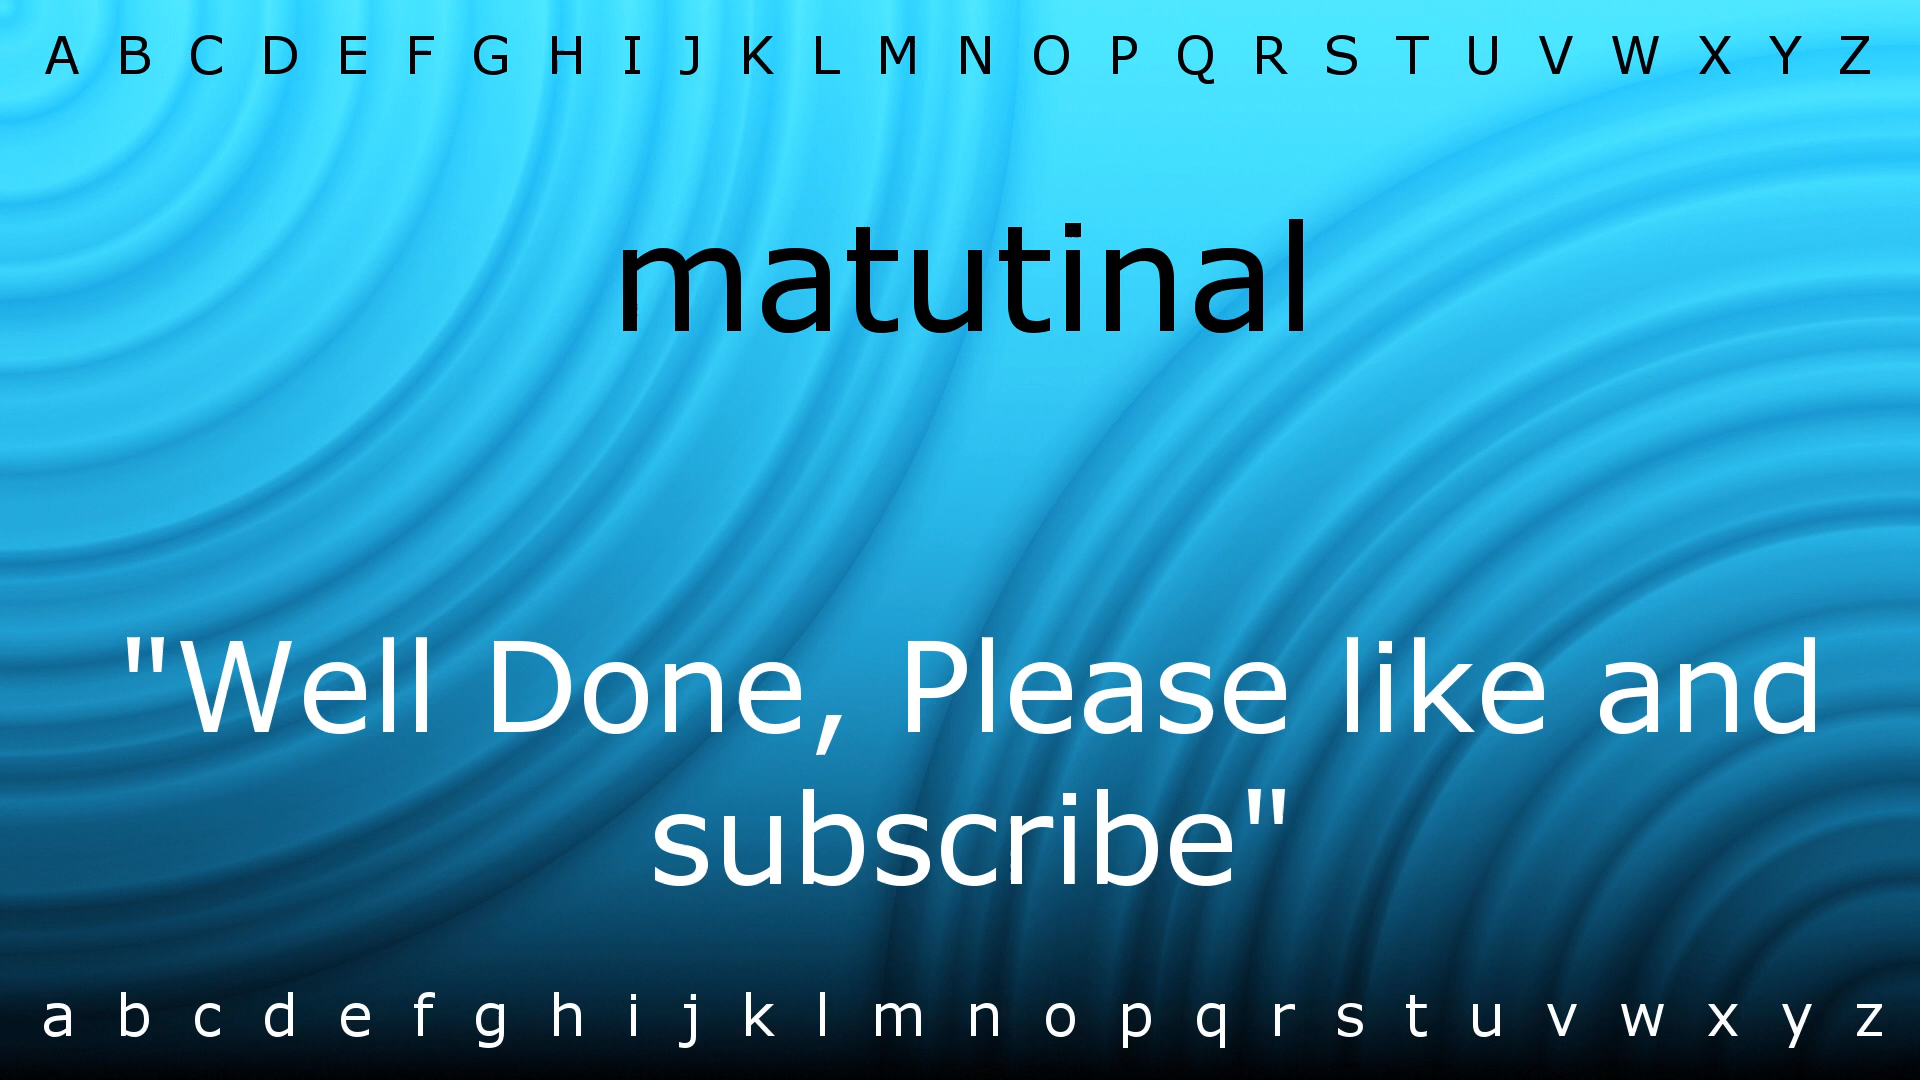 A B C D E F G H I J K L M N O P Q R S T U V W X Y Z
matutinal
"Well Done, Please like and
subscribe"
a b c d e f g h i j k l m n o p q r s t u v w x y z